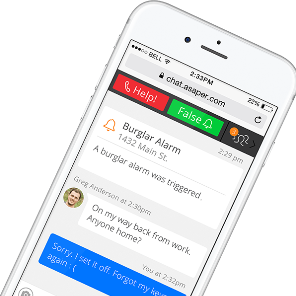 BELL
2:33PM
22%
chat.asaper.com
Help!
False
Burglar Alarm
2:29 pm
1432 Main St.
A burglar alarm was triggered.
Greg Anderson at 2:30pm
On my way back from work.
Anyone home?
You at 2:32pm
Sorry, I set it off. Forgot my keys
again : (